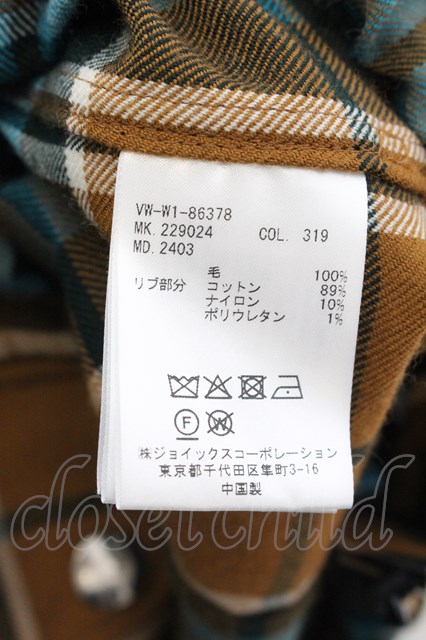 VW-W1-86378
MK. 229024 COL. 319
MD. 2403
毛 100%
リブ部分 コットン 89%
ナイロン 10%
ポリウレタン 1%
F W
㈱ジョイックスコーポレーション
東京都千代田区隼町3-16
中国製
closet child